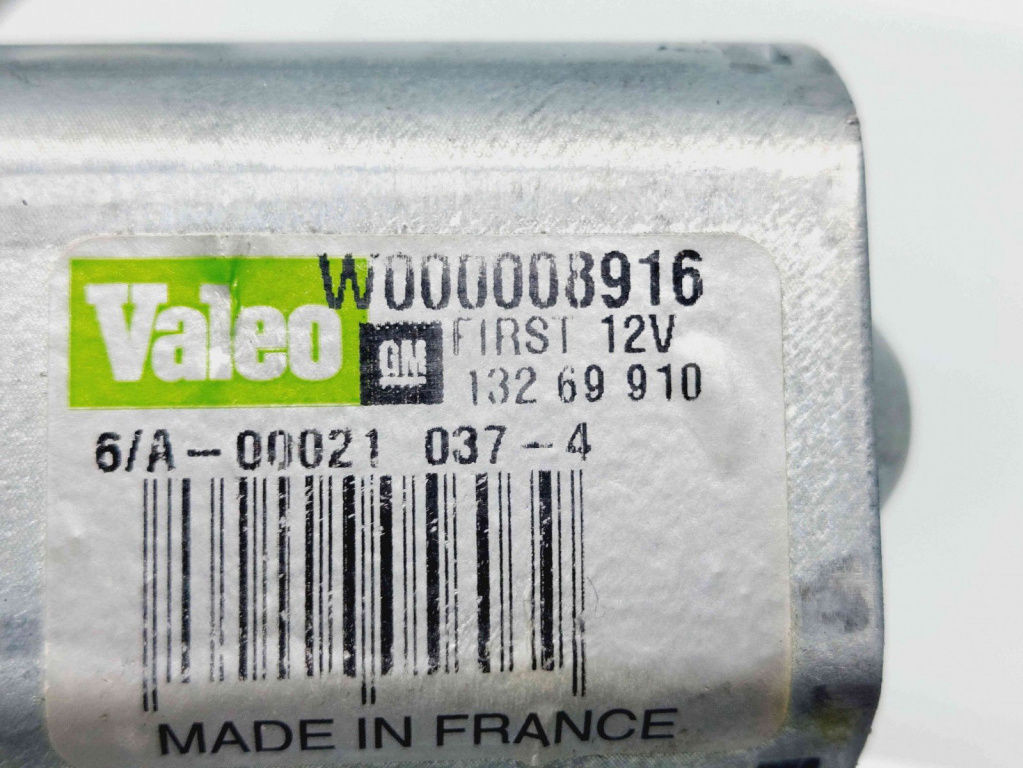 Valeo W000008916
GM FIRST 12V
132 69 910
6/A-00021 037-4
MADE IN FRANCE